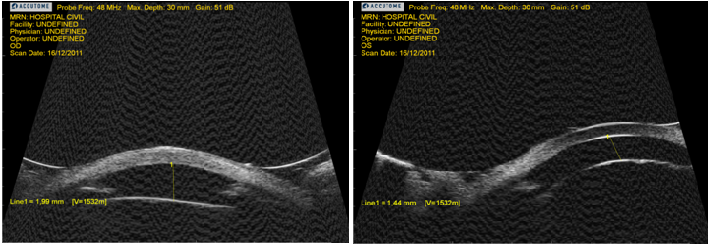 ACCUTOME Probe Freq: 48 MHz Max. Depth: 30 mm Gain: 51 dB
MRN: HOSPITAL CIVIL
Facility: UNDEFINED
Physician: UNDEFINED
Operator: UNDEFINED
OD
Scan Date: 16/12/2011
Line1 = 1,99 mm [V=1532m]
ACCUTOME Probe Freq: 48 MHz Max. Depth: 30 mm Gain: 51 dB
MRN: HOSPITAL CIVIL
Facility: UNDEFINED
Physician: UNDEFINED
Operator: UNDEFINED
OS
Scan Date: 16/12/2011
Line1 = 1,44 mm [V=1532m]